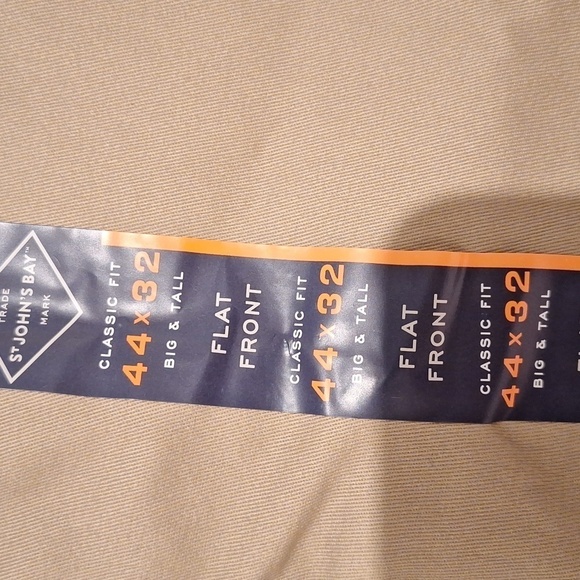 TRADE
ST JOHN'S BAY™
MARK
CLASSIC FIT
44x32
BIG & TALL
FLAT
FRONT
CLASSIC FIT
44x32
BIG & TALL
FLAT
FRONT
CLASSIC FIT
44x32
BIG & TALL